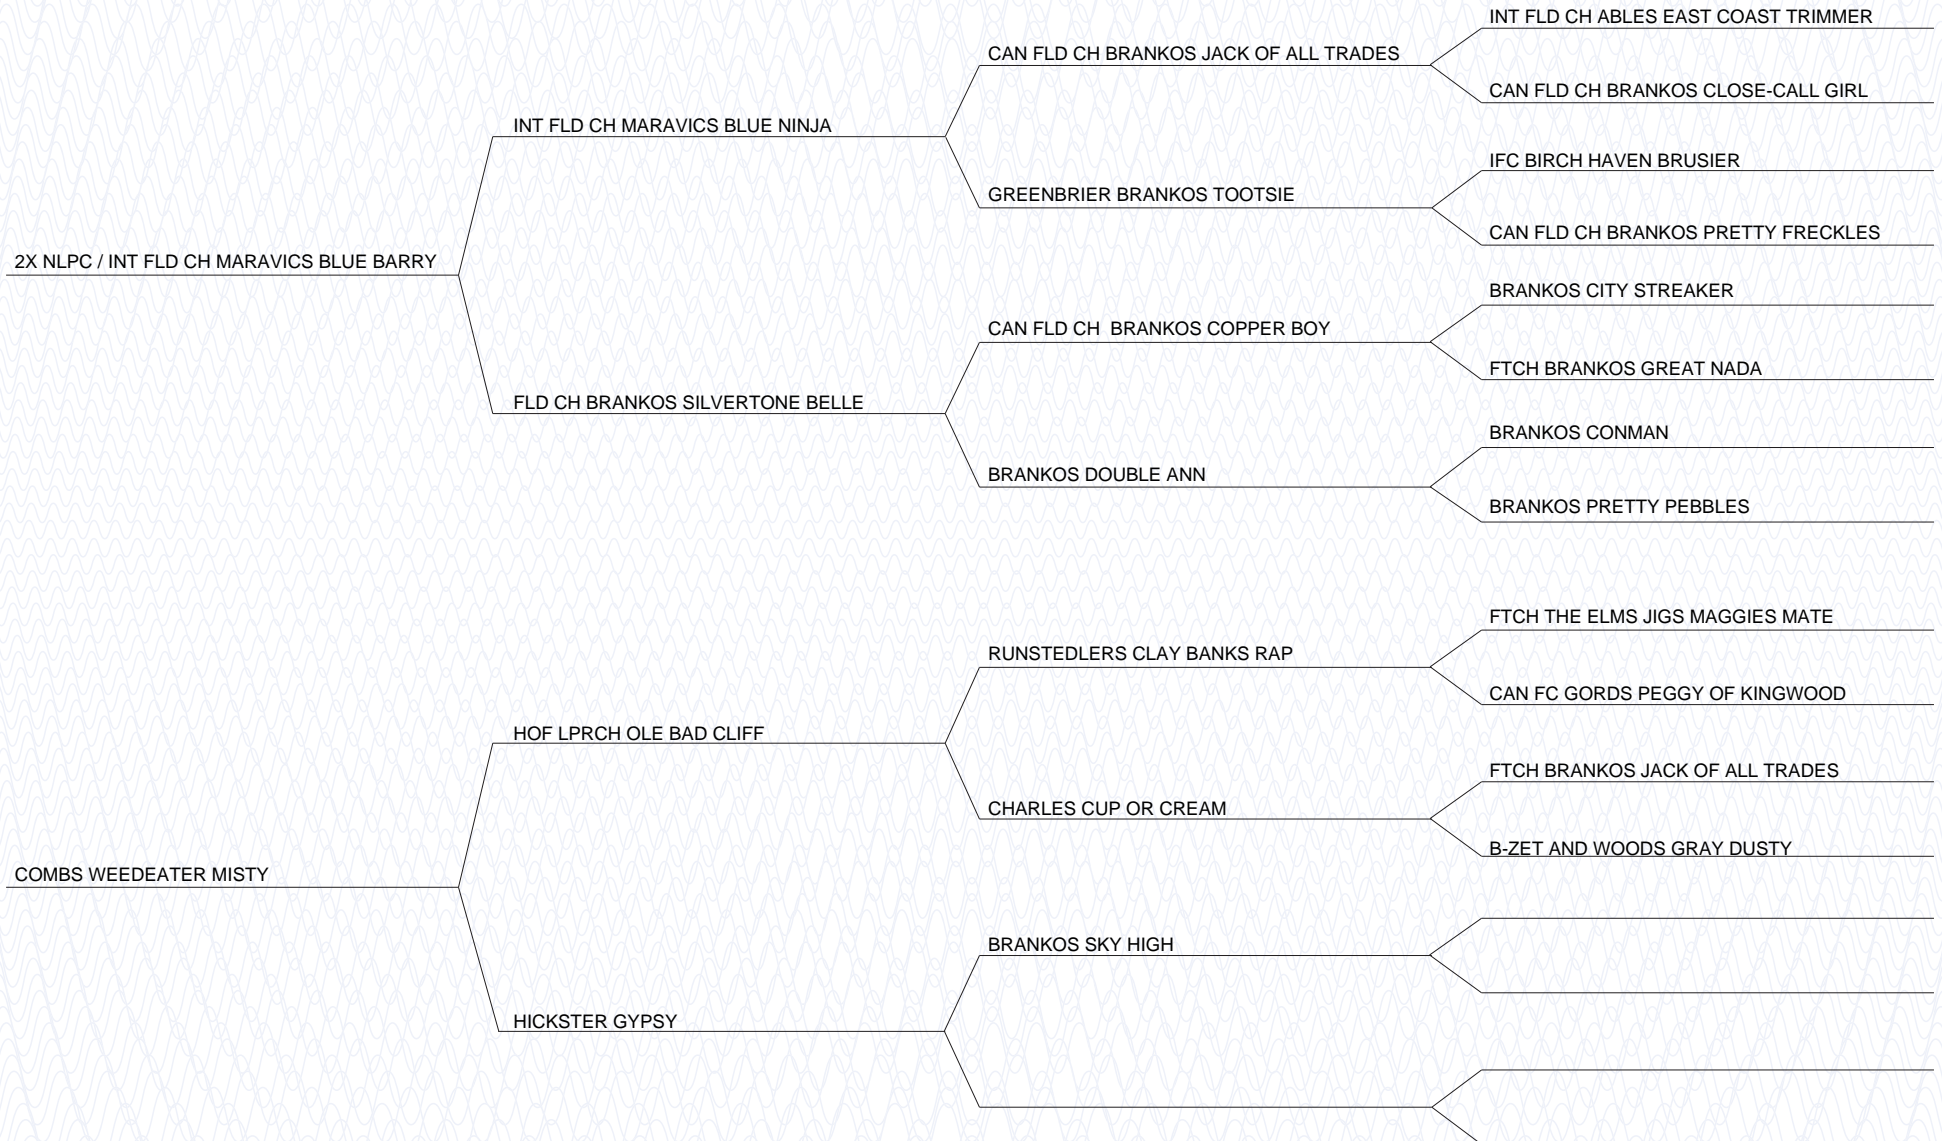 INT FLD CH ABLES EAST COAST TRIMMER
CAN FLD CH BRANKOS JACK OF ALL TRADES
CAN FLD CH BRANKOS CLOSE-CALL GIRL
INT FLD CH MARAVICS BLUE NINJA
IFC BIRCH HAVEN BRUSIER
GREENBRIER BRANKOS TOOTSIE
CAN FLD CH BRANKOS PRETTY FRECKLES
2X NLPC / INT FLD CH MARAVICS BLUE BARRY
BRANKOS CITY STREAKER
CAN FLD CH  BRANKOS COPPER BOY
FTCH BRANKOS GREAT NADA
FLD CH BRANKOS SILVERTONE BELLE
BRANKOS CONMAN
BRANKOS DOUBLE ANN
BRANKOS PRETTY PEBBLES
FTCH THE ELMS JIGS MAGGIES MATE
RUNSTEDLERS CLAY BANKS RAP
CAN FC GORDS PEGGY OF KINGWOOD
HOF LPRCH OLE BAD CLIFF
FTCH BRANKOS JACK OF ALL TRADES
CHARLES CUP OR CREAM
B-ZET AND WOODS GRAY DUSTY
COMBS WEEDEATER MISTY
BRANKOS SKY HIGH
HICKSTER GYPSY